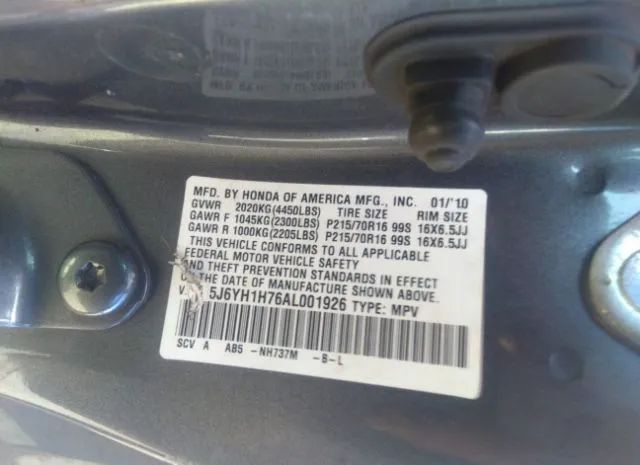 MFD. BY HONDA OF AMERICA MFG., INC. 01/'10
GVWR 2020KG(4450LBS) TIRE SIZE RIM SIZE
GAWR F 1045KG(2300LBS) P215/70R16 99S 16X6.5JJ
GAWR R 1000KG(2205LBS) P215/70R16 99S 16X6.5JJ
THIS VEHICLE CONFORMS TO ALL APPLICABLE
FEDERAL MOTOR VEHICLE SAFETY
AND THEFT PREVENTION STANDARDS IN EFFECT
ON THE DATE OF MANUFACTURE SHOWN ABOVE.
5J6YH1H76AL001926 TYPE: MPV
SCV A AB5 -NH737M -B-L